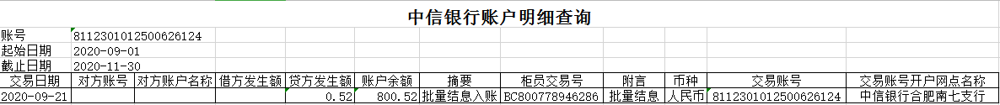 中信银行账户明细查询
账号 8112301012500626124
起始日期 2020-09-01
截止日期 2020-11-30
交易日期 对方账号 对方账户名称 借方发生额 贷方发生额 账户余额 摘要 柜员交易号 附言 币种 交易账号 交易账号开户网点名称
2020-09-21 0.52 800.52 批量结息入账 BC800778946286 批量结息 人民币 8112301012500626124 中信银行合肥南七支行